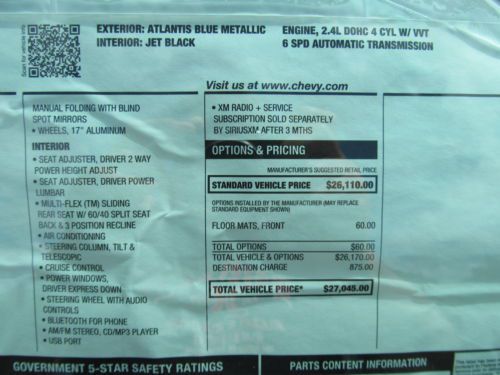 Scan for vehicle info
EXTERIOR: ATLANTIS BLUE METALLIC
INTERIOR: JET BLACK
ENGINE, 2.4L DOHC 4 CYL W/ VVT
6 SPD AUTOMATIC TRANSMISSION
Visit us at www.chevy.com
MANUAL FOLDING WITH BLIND
SPOT MIRRORS
• WHEELS, 17" ALUMINUM
INTERIOR
• SEAT ADJUSTER, DRIVER 2 WAY
POWER HEIGHT ADJUST
• SEAT ADJUSTER, DRIVER POWER
LUMBAR
• MULTI-FLEX (TM) SLIDING
REAR SEAT W/ 60/40 SPLIT SEAT
BACK & 3 POSITION RECLINE
• AIR CONDITIONING
• STEERING COLUMN, TILT &
TELESCOPIC
• CRUISE CONTROL
• POWER WINDOWS,
DRIVER EXPRESS DOWN
• STEERING WHEEL WITH AUDIO
CONTROLS
• BLUETOOTH FOR PHONE
• AM/FM STEREO, CD/MP3 PLAYER
• USB PORT
• XM RADIO + SERVICE
SUBSCRIPTION SOLD SEPARATELY
BY SIRIUSXM AFTER 3 MTHS
OPTIONS & PRICING
MANUFACTURER'S SUGGESTED RETAIL PRICE
STANDARD VEHICLE PRICE $26,110.00
OPTIONS INSTALLED BY THE MANUFACTURER (MAY REPLACE
STANDARD EQUIPMENT SHOWN)
FLOOR MATS, FRONT 60.00
TOTAL OPTIONS $60.00
TOTAL VEHICLE & OPTIONS $26,170.00
DESTINATION CHARGE 875.00
TOTAL VEHICLE PRICE* $27,045.00
GOVERNMENT 5-STAR SAFETY RATINGS
PARTS CONTENT INFORMATION